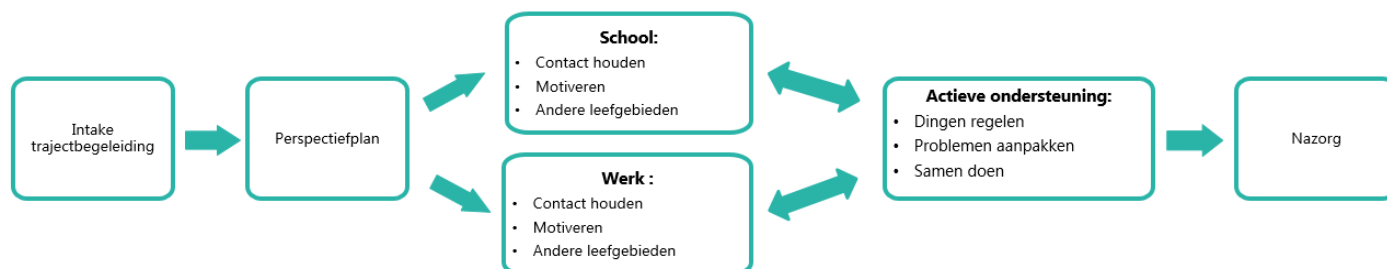 Intake
trajectbegeleiding
Perspectiefplan
School:
• Contact houden
• Motiveren
• Andere leefgebieden
Werk :
• Contact houden
• Motiveren
• Andere leefgebieden
Actieve ondersteuning:
• Dingen regelen
• Problemen aanpakken
• Samen doen
Nazorg